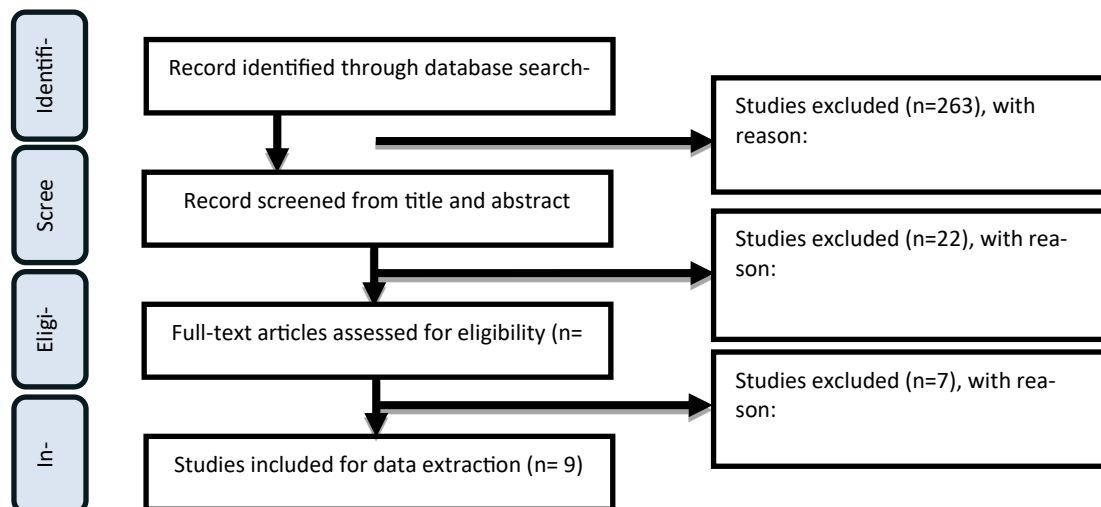 Identifi-
Record identified through database search-
Studies excluded (n=263), with
reason:
Scree
Record screened from title and abstract
Studies excluded (n=22), with rea-
son:
Eligi-
Full-text articles assessed for eligibility (n=
Studies excluded (n=7), with rea-
son:
In-
Studies included for data extraction (n= 9)